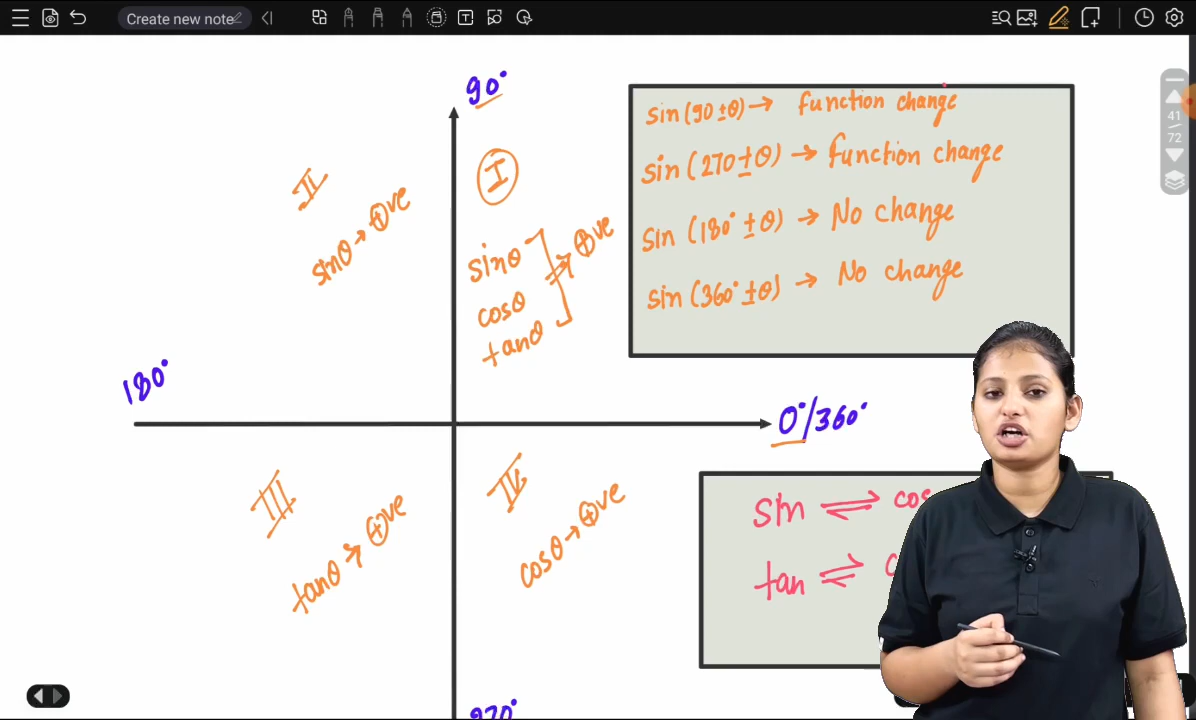 Create new note
90°
sin(90±θ) → function change
sin(270±θ) → function change
sin(180°±θ) → No change
sin(360°±θ) → No change
II
sinθ → ⊕ve
I
sinθ
cosθ
tanθ
→ ⊕ve
180°
0°/360°
III
tanθ → ⊕ve
IV
cosθ → ⊕ve
sin ⇌ cos
tan ⇌
270°
41
72